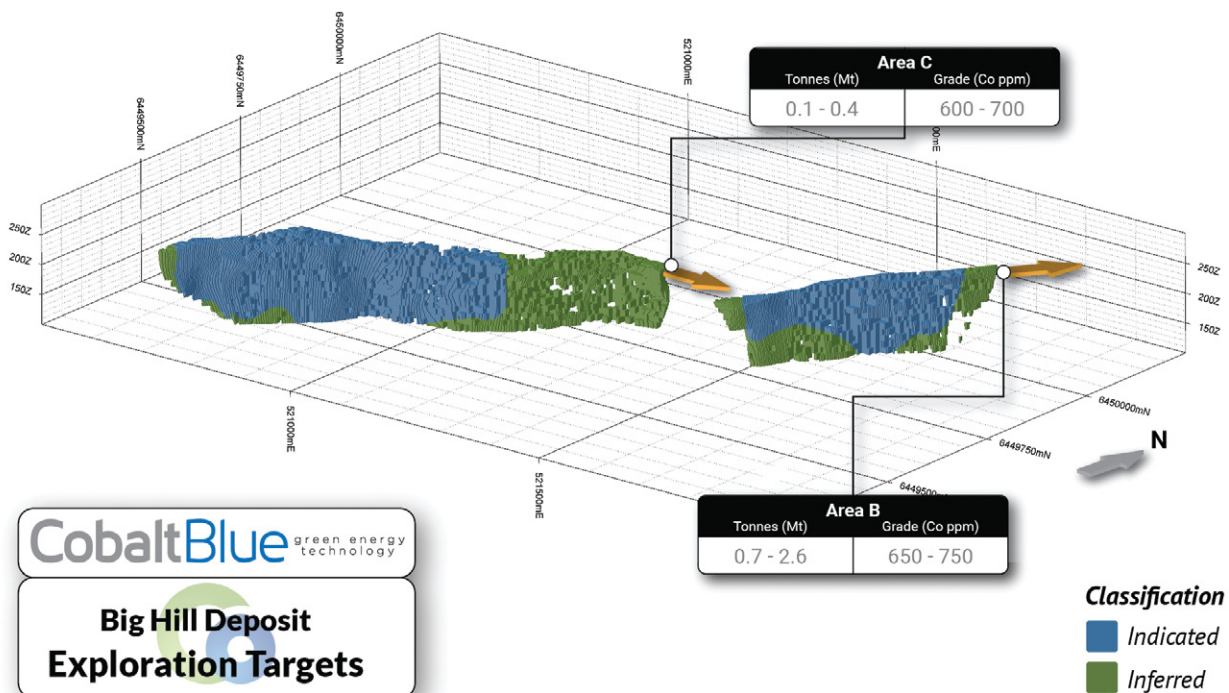 6450000mN
6449750mN
6449500mN
521000mE
Area C
Tonnes (Mt) Grade (Co ppm)
0.1 - 0.4 600 - 700
250Z
200Z
150Z
250Z
200Z
150Z
521000mE
521500mE
6450000mN
6449750mN
N
Area B
Tonnes (Mt) Grade (Co ppm)
0.7 - 2.6 650 - 750
CobaltBlue green energy
technology
Big Hill Deposit
Exploration Targets
Classification
Indicated
Inferred